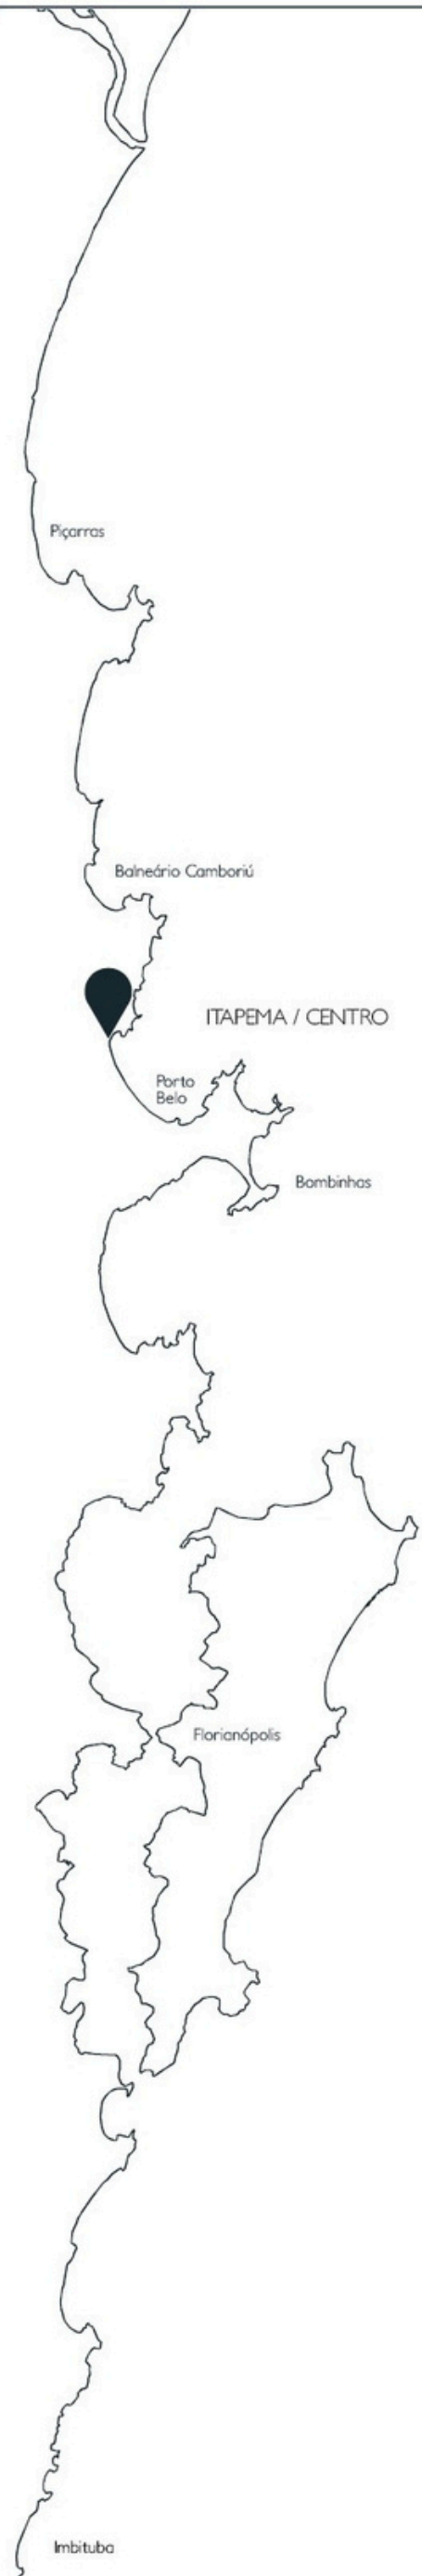 Piçarras
Balneário Camboriú
ITAPEMA / CENTRO
Porto
Belo
Bombinhas
Florianópolis
Imbituba